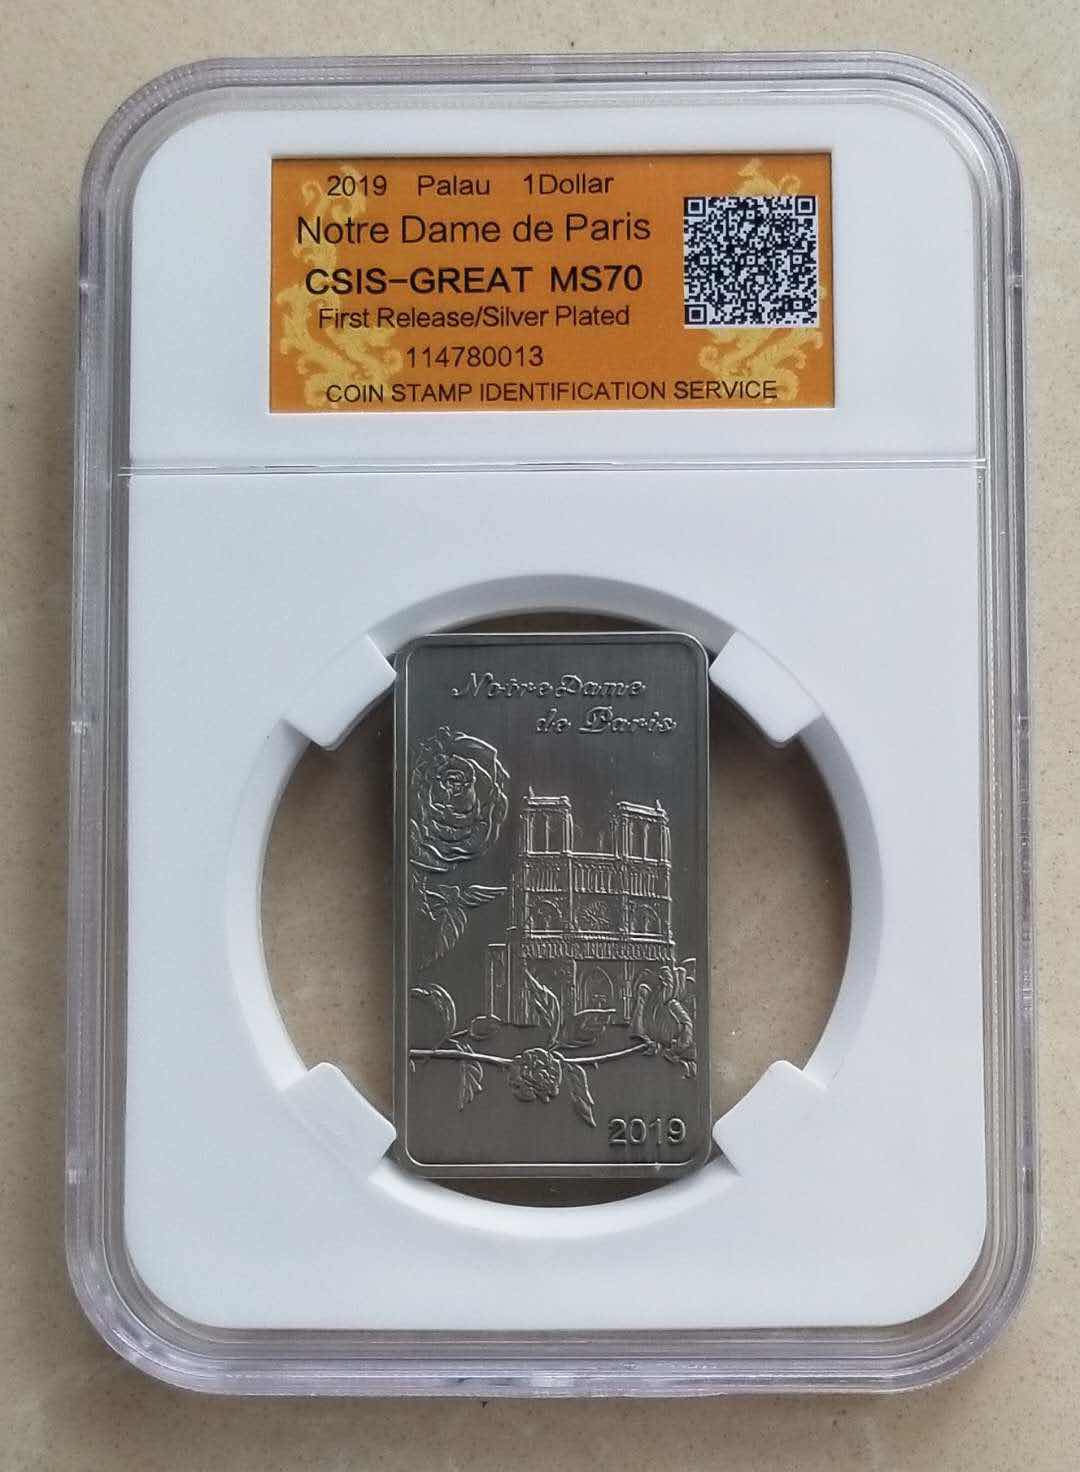 2019 Palau 1Dollar
Notre Dame de Paris
CSIS-GREAT MS70
First Release/Silver Plated
114780013
COIN STAMP IDENTIFICATION SERVICE
Notre Dame
de Paris
2019